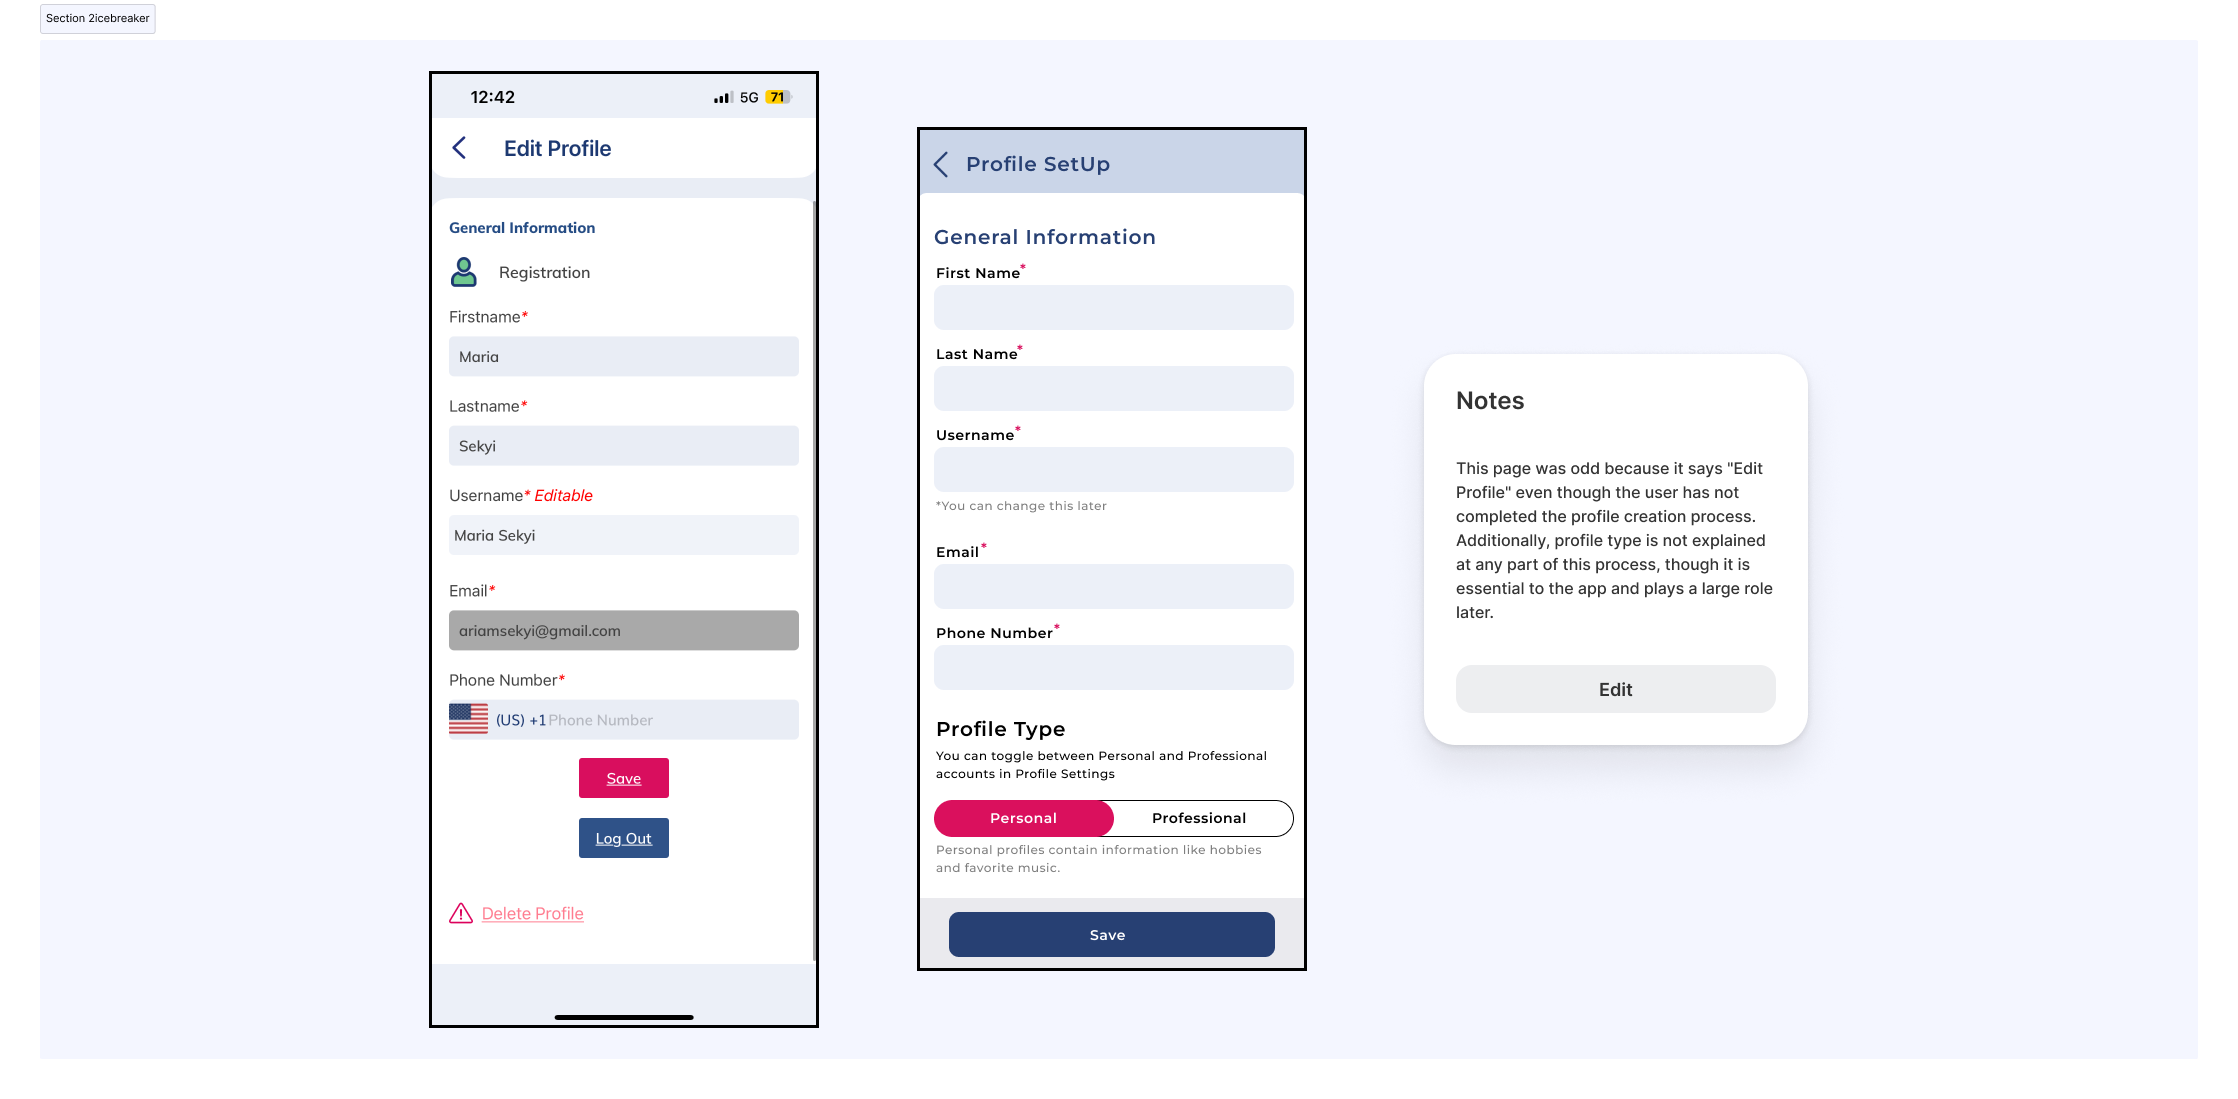 Section 2icebreaker
12:42
5G 71
Edit Profile
General Information
Registration
Firstname*
Maria
Lastname*
Sekyi
Username* Editable
Maria Sekyi
Email*
ariamsekyi@gmail.com
Phone Number*
(US) +1 Phone Number
Save
Log Out
Delete Profile
Profile SetUp
General Information
First Name*
Last Name*
Username*
*You can change this later
Email*
Phone Number*
Profile Type
You can toggle between Personal and Professional
accounts in Profile Settings
Personal
Professional
Personal profiles contain information like hobbies
and favorite music.
Save
Notes
This page was odd because it says "Edit
Profile" even though the user has not
completed the profile creation process.
Additionally, profile type is not explained
at any part of this process, though it is
essential to the app and plays a large role
later.
Edit